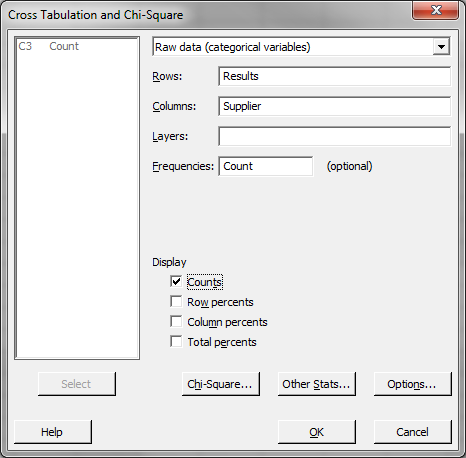 Cross Tabulation and Chi-Square
C3 Count
Raw data (categorical variables)
Rows: Results
Columns: Supplier
Layers:
Frequencies: Count (optional)
Display
Counts
Row percents
Column percents
Total percents
Select Chi-Square... Other Stats... Options...
Help OK Cancel